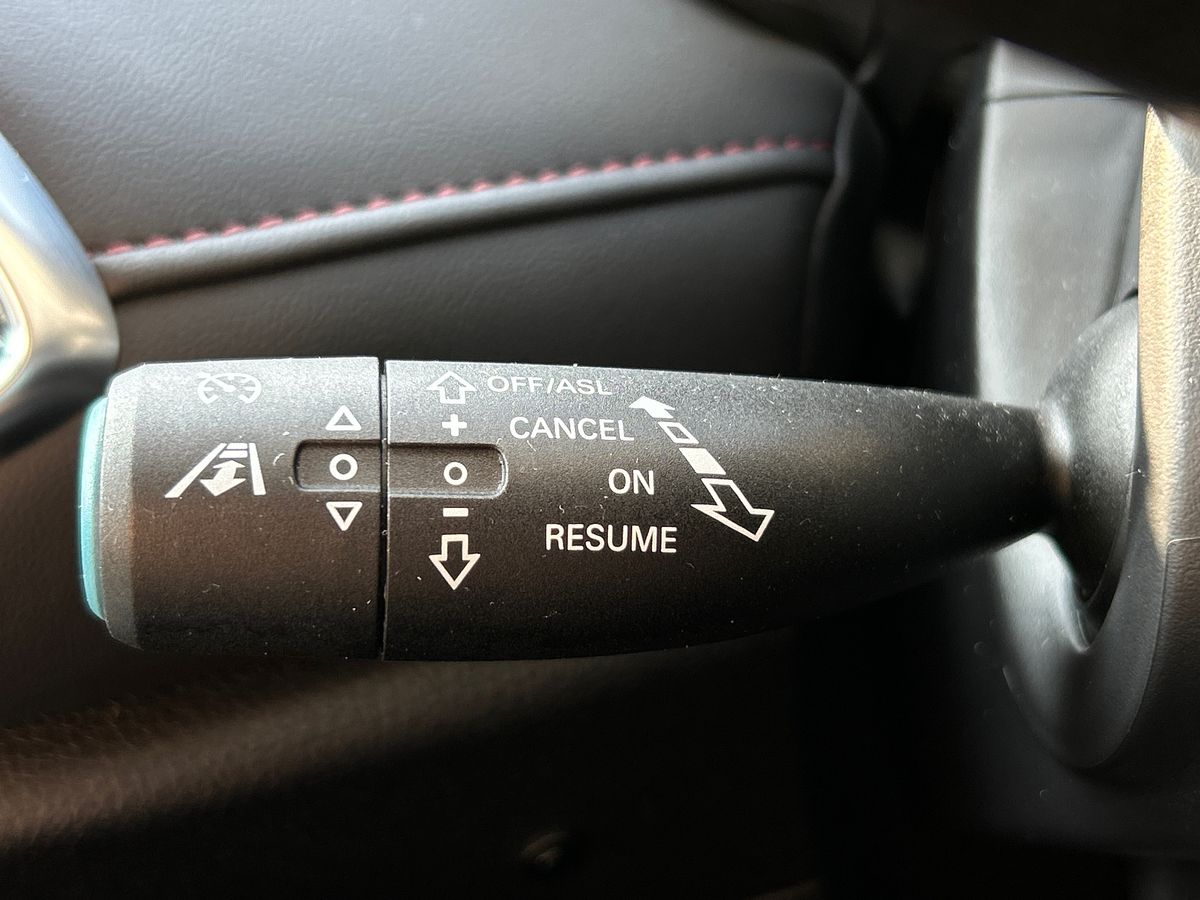 OFF/ASL
+ CANCEL
ON
- RESUME